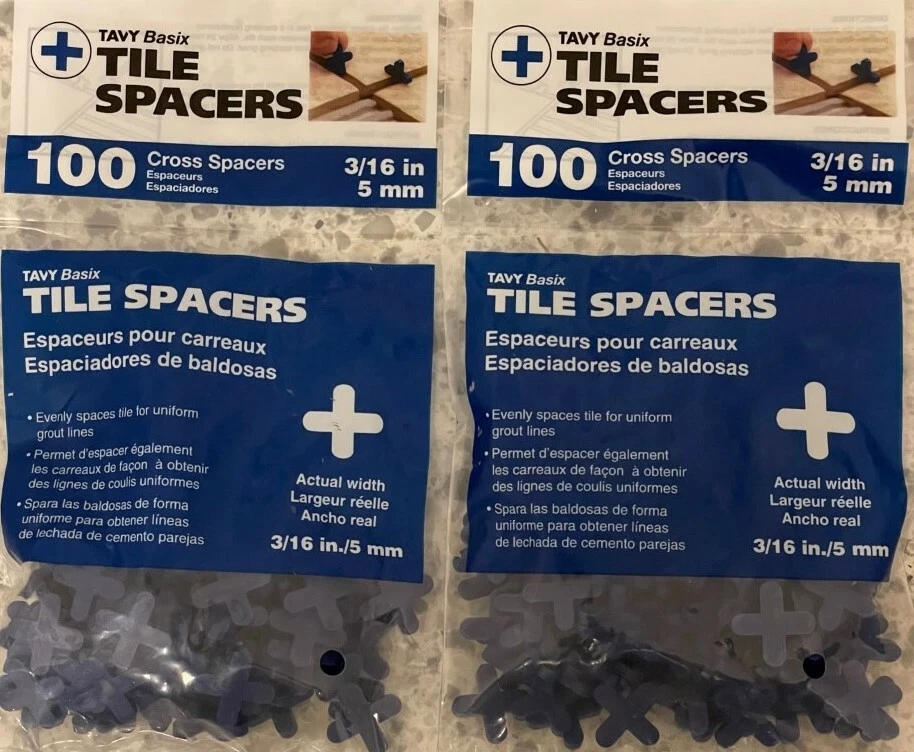 TAVY Basix
TILE
SPACERS
100
Cross Spacers
Espaceurs
Espaciadores
3/16 in
5 mm
TAVY Basix
TILE SPACERS
Espaceurs pour carreaux
Espaciadores de baldosas
• Evenly spaces tile for uniform
grout lines
• Permet d'espacer également
les carreaux de façon à obtenir
des lignes de coulis uniformes
• Spara las baldosas de forma
uniforme para obtener líneas
de lechada de cemento parejas
Actual width
Largeur réelle
Ancho real
3/16 in./5 mm
TAVY Basix
TILE
SPACERS
100
Cross Spacers
Espaceurs
Espaciadores
3/16 in
5 mm
TAVY Basix
TILE SPACERS
Espaceurs pour carreaux
Espaciadores de baldosas
• Evenly spaces tile for uniform
grout lines
• Permet d'espacer également
les carreaux de façon à obtenir
des lignes de coulis uniformes
• Spara las baldosas de forma
uniforme para obtener líneas
de lechada de cemento parejas
Actual width
Largeur réelle
Ancho real
3/16 in./5 mm